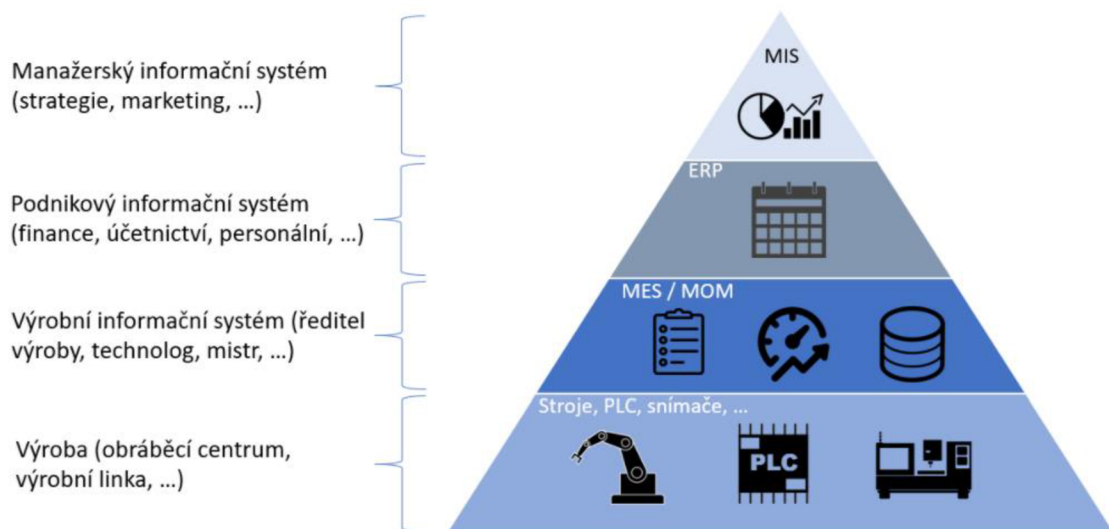 Manažerský informační systém
(strategie, marketing, …)
MIS
Podnikový informační systém
(finance, účetnictví, personální, …)
ERP
Výrobní informační systém (ředitel
výroby, technolog, mistr, …)
MES / MOM
Výroba (obráběcí centrum,
výrobní linka, …)
Stroje, PLC, snímače, …
PLC